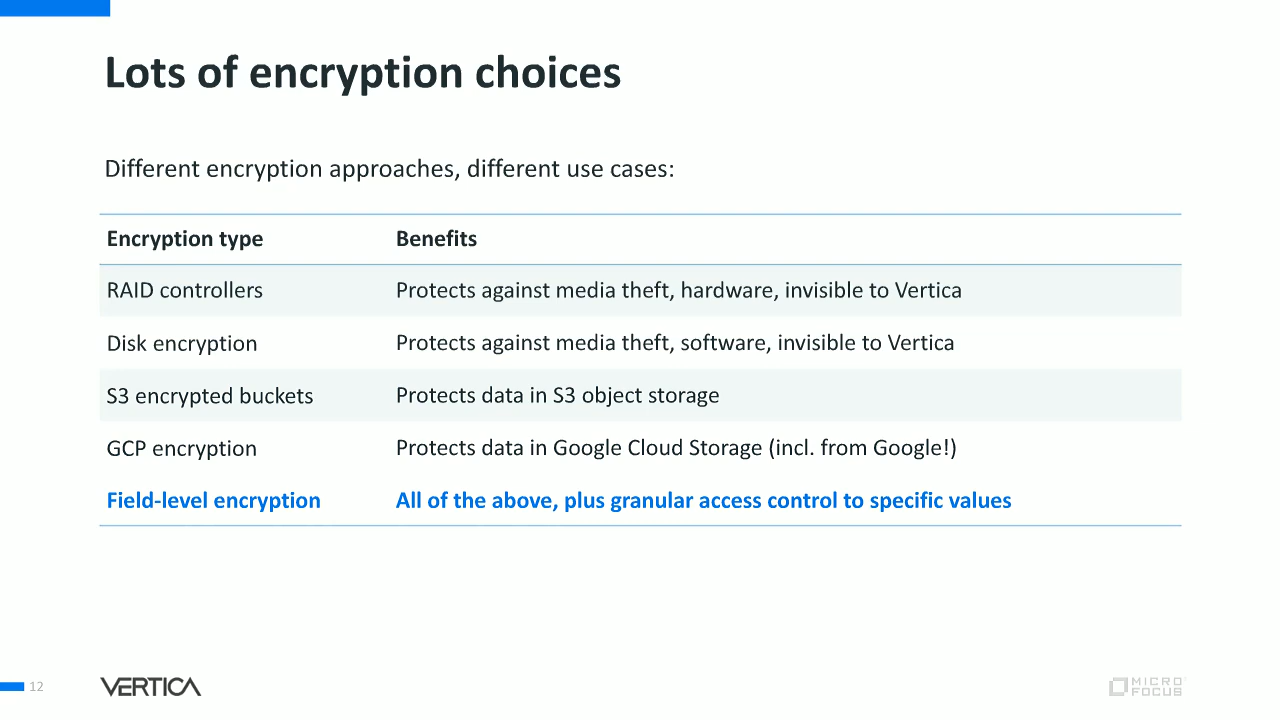 Lots of encryption choices
Different encryption approaches, different use cases:
Encryption type Benefits
RAID controllers Protects against media theft, hardware, invisible to Vertica
Disk encryption Protects against media theft, software, invisible to Vertica
S3 encrypted buckets Protects data in S3 object storage
GCP encryption Protects data in Google Cloud Storage (incl. from Google!)
Field-level encryption All of the above, plus granular access control to specific values
12
VERTICA
MICRO
FOCUS